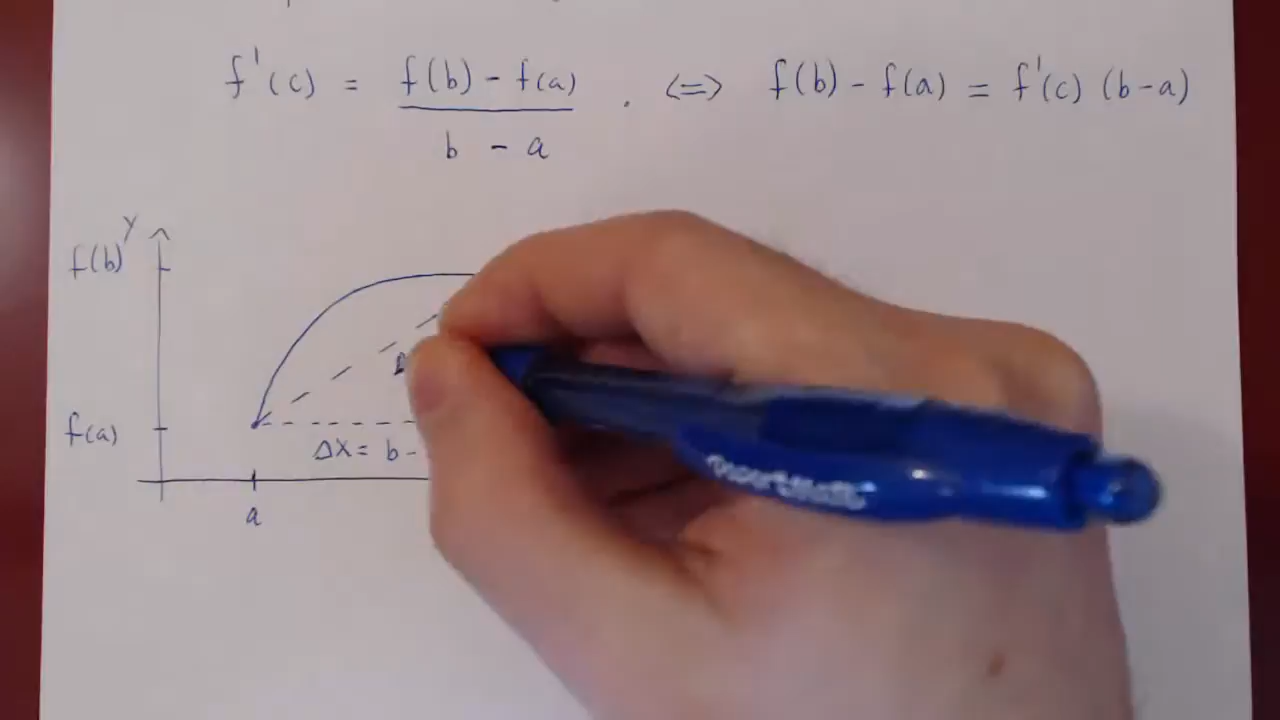 f'(c) = f(b) - f(a) / b - a . <=> f(b) - f(a) = f'(c) (b-a)
y
f(b)
Δ
f(a)
Δx = b -
a